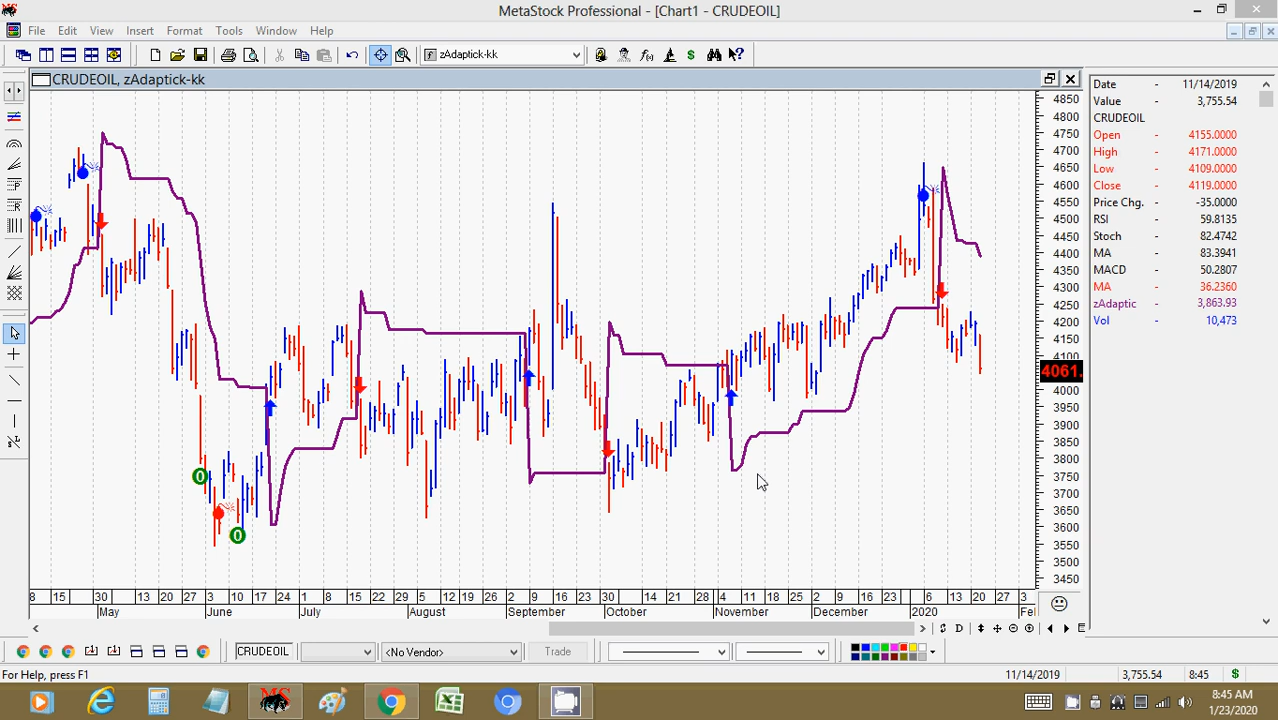 MetaStock Professional - [Chart1 - CRUDEOIL]
File Edit View Insert Format Tools Window Help
zAdaptick-kk
CRUDEOIL, zAdaptick-kk
4850
4800
4750
4700
4650
4600
4550
4500
4450
4400
4350
4300
4250
4200
4150
4100
4061.
4000
3950
3900
3850
3800
3750
3700
3650
3600
3550
3500
3450
Date - 11/14/2019
Value - 3,755.54
CRUDEOIL
Open - 4155.0000
High - 4171.0000
Low - 4109.0000
Close - 4119.0000
Price Chg. - -35.0000
RSI - 59.8135
Stoch - 82.4742
MA - 83.3941
MACD - 50.2807
MA - 36.2360
zAdaptic - 3,863.93
Vol - 10,473
0
0
8 15 20 30 6 13 20 27 3 10 17 24 1 8 15 22 29 5 12 19 26 2 9 16 23 30 14 21 28 4 11 18 25 2 9 16 23 6 13 20 27 3
May June July August September October November December 2020 Fe
D
CRUDEOIL <No Vendor> Trade
For Help, press F1 11/14/2019 3,755.54 8:45 $
8:45 AM
1/23/2020